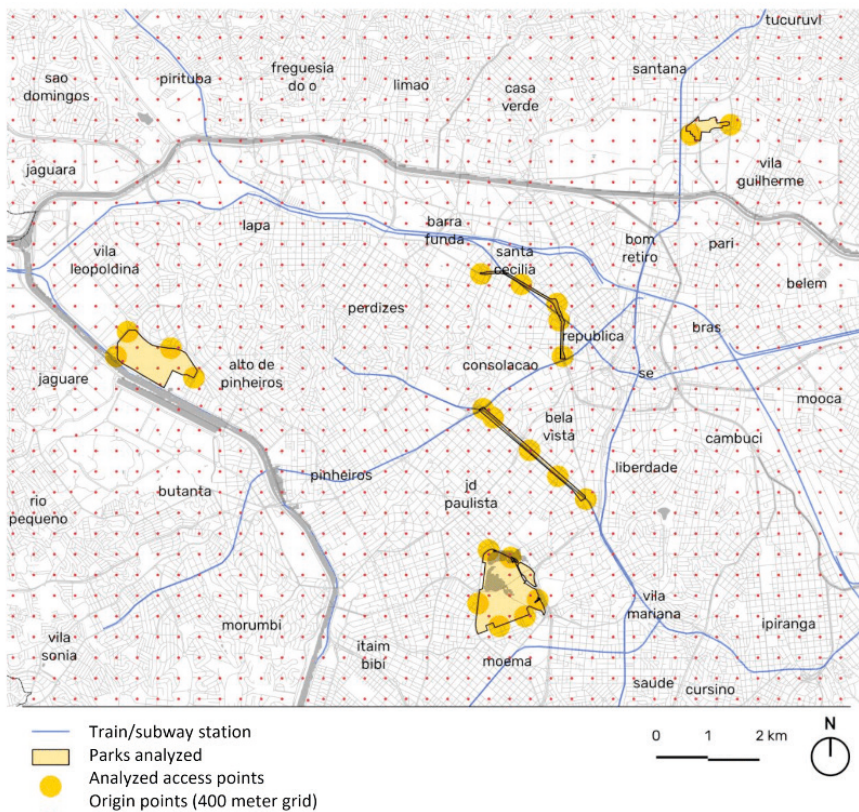 tucuruvi
freguesia
do o
santana
sao
domingos
pirituba
limao
casa
verde
jaguara
vila
guilherme
lapa
barra
funda
bom
retiro
pari
vila
leopoldina
santa
cecilia
belem
perdizes
republica
bras
alto de
pinheiros
consolacao
jaguare
se
mooca
bela
vista
cambuci
pinheiros
liberdade
butanta
jd
paulista
rio
pequeno
vila
mariana
morumbi
ipiranga
vila
sonia
itaim
bibi
moema
saude
cursino
Train/subway station
Parks analyzed
Analyzed access points
Origin points (400 meter grid)
0 1 2 km
N